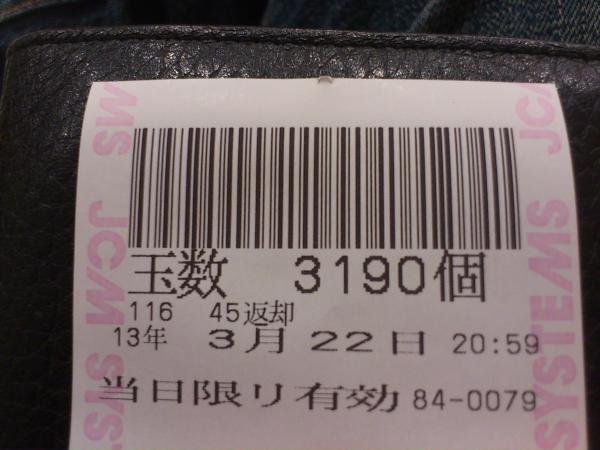 玉数 3190個
116 45返却
13年 3月22日 20:59
当日限り有効 84-0079
JCM SYSTEMS
JCM SYSTEMS